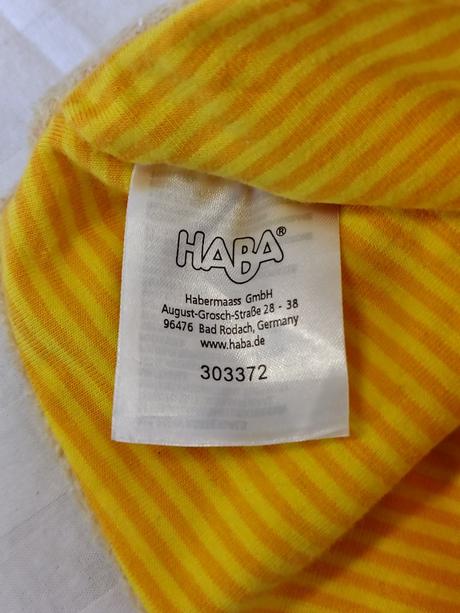 HABA®
Habermaass GmbH
August-Grosch-Straße 28 - 38
96476 Bad Rodach, Germany
www.haba.de
303372